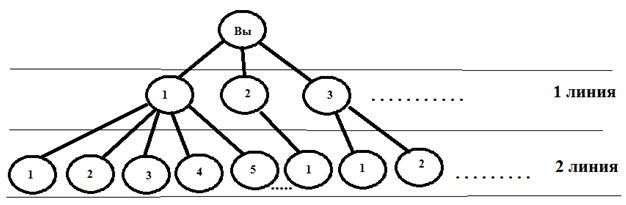 Вы
1 2 3 . . . . . . . . . . . 1 линия
1 2 3 4 5 ..... 1 1 2 . . . . . . . . . 2 линия